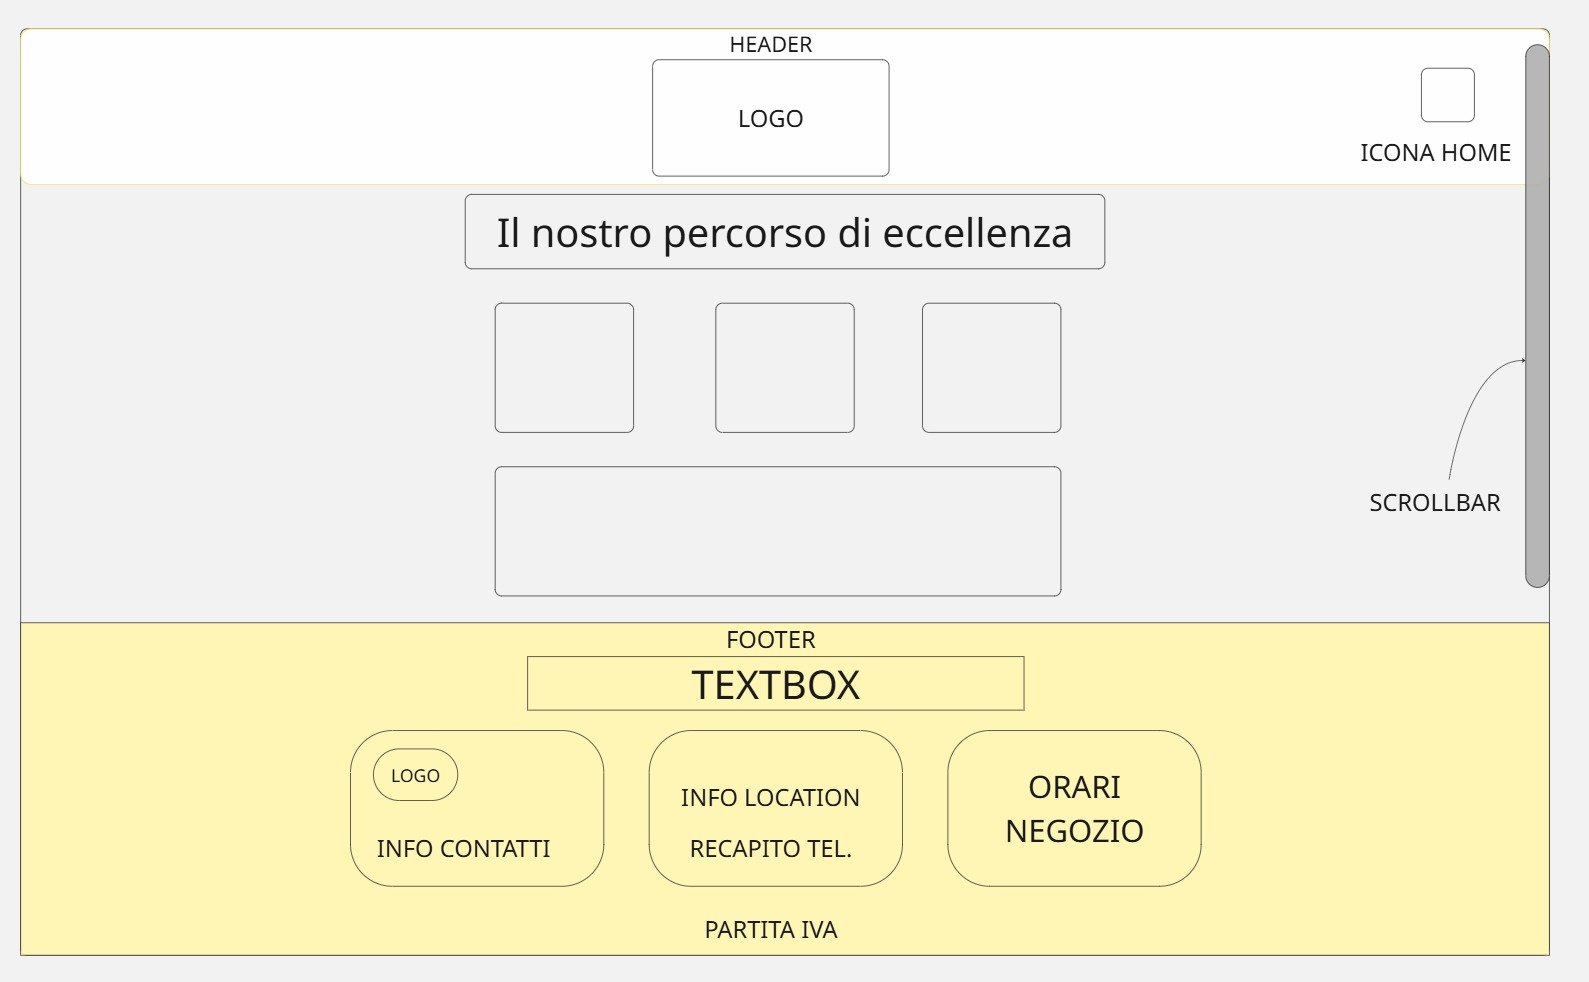 HEADER
LOGO
ICONA HOME
Il nostro percorso di eccellenza
SCROLLBAR
FOOTER
TEXTBOX
LOGO
INFO CONTATTI
INFO LOCATION
RECAPITO TEL.
ORARI
NEGOZIO
PARTITA IVA